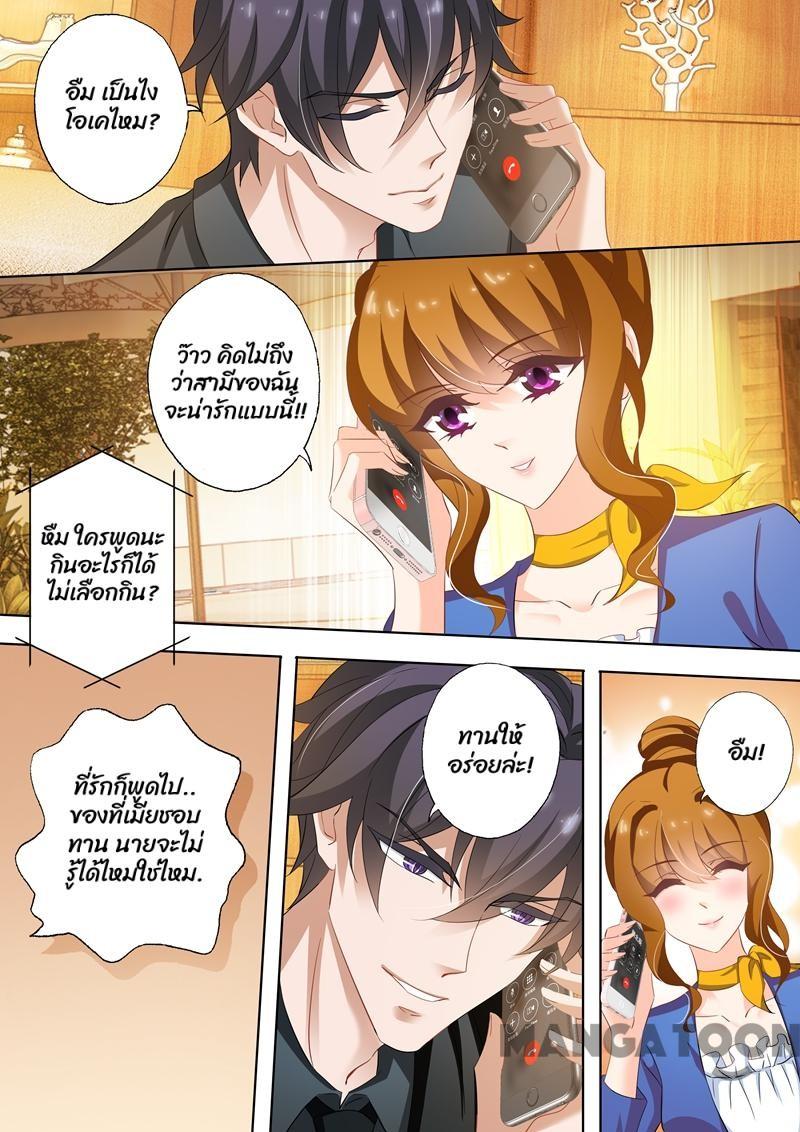 อืม เป็นไง
โอเคไหม?
ว๊าว คิดไม่ถึง
ว่าสามีของฉัน
จะน่ารักแบบนี้!!
หืม ใครพูดนะ
กินอะไรก็ได้
ไม่เลือกกิน?
ที่รักก็พูดไป..
ของที่เมียชอบ
ทาน นายจะไม่
รู้ได้ไหมใช่ไหม.
ทานให้
อร่อยล่ะ!
อืม!
MANGATOON